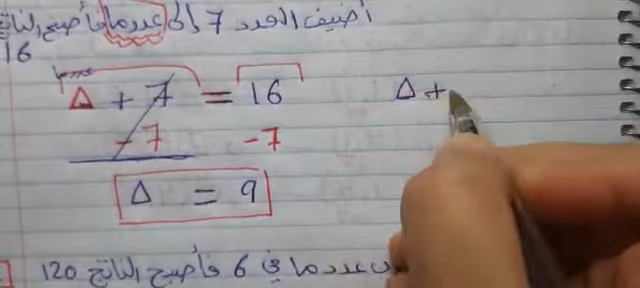 أضيف العدد 7 إلى عدد ما فأصبح الناتج
16
Δ + 7 = 16
Δ +
-7 -7
Δ = 9
عدد ما في 6 فأصبح الناتج 120